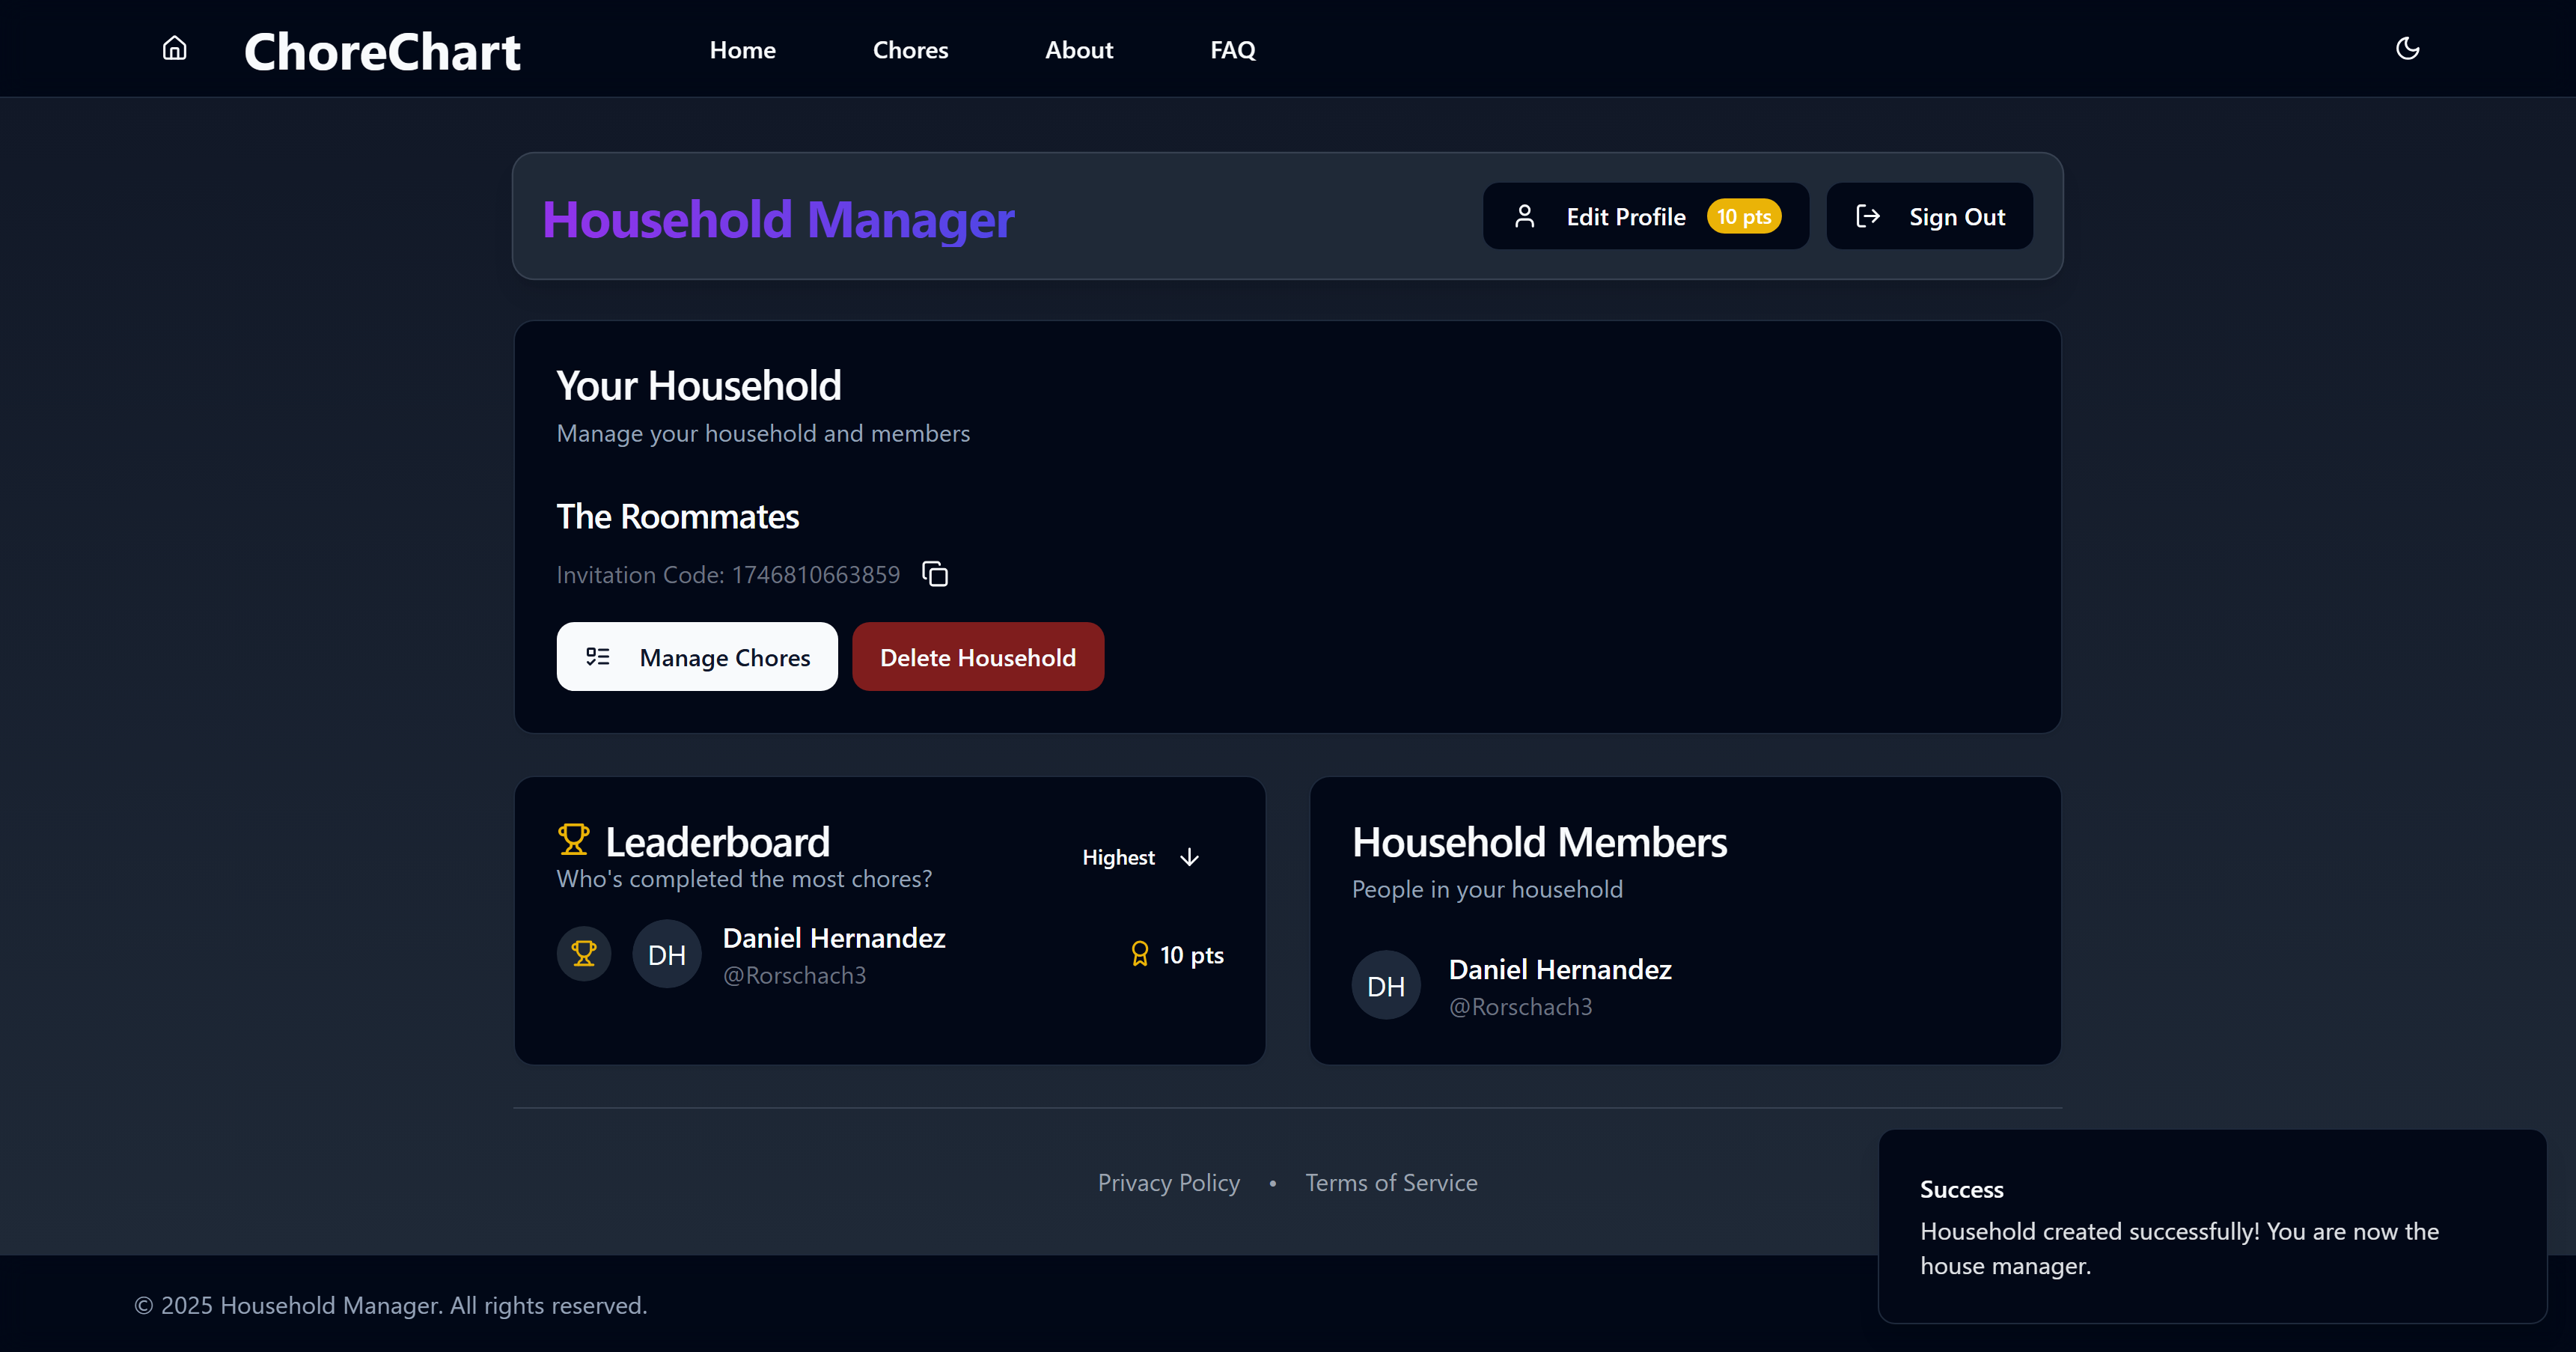 ChoreChart
Home
Chores
About
FAQ
Household Manager
Edit Profile
10 pts
Sign Out
Your Household
Manage your household and members
The Roommates
Invitation Code: 1746810663859
Manage Chores
Delete Household
Leaderboard
Who's completed the most chores?
Highest
DH
Daniel Hernandez
@Rorschach3
10 pts
Household Members
People in your household
DH
Daniel Hernandez
@Rorschach3
Privacy Policy
•
Terms of Service
Success
Household created successfully! You are now the
house manager.
© 2025 Household Manager. All rights reserved.